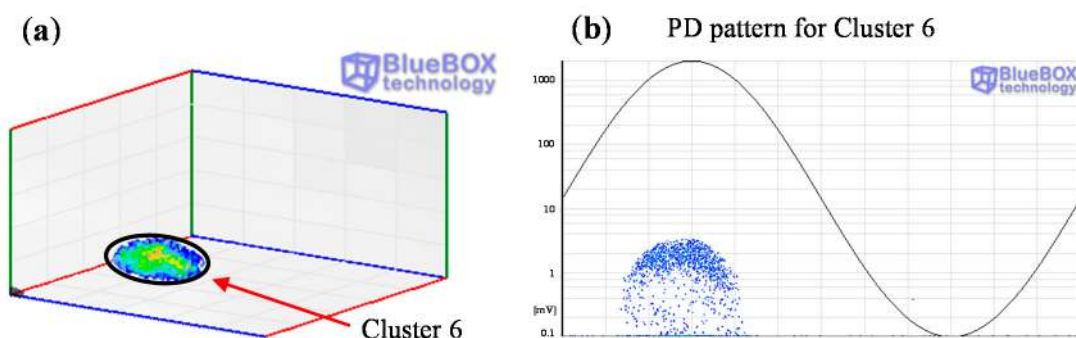 (a)
BlueBOX
technology
Cluster 6
(b) PD pattern for Cluster 6
BlueBOX
technology
1000
100
10
1
[mV]
0.1